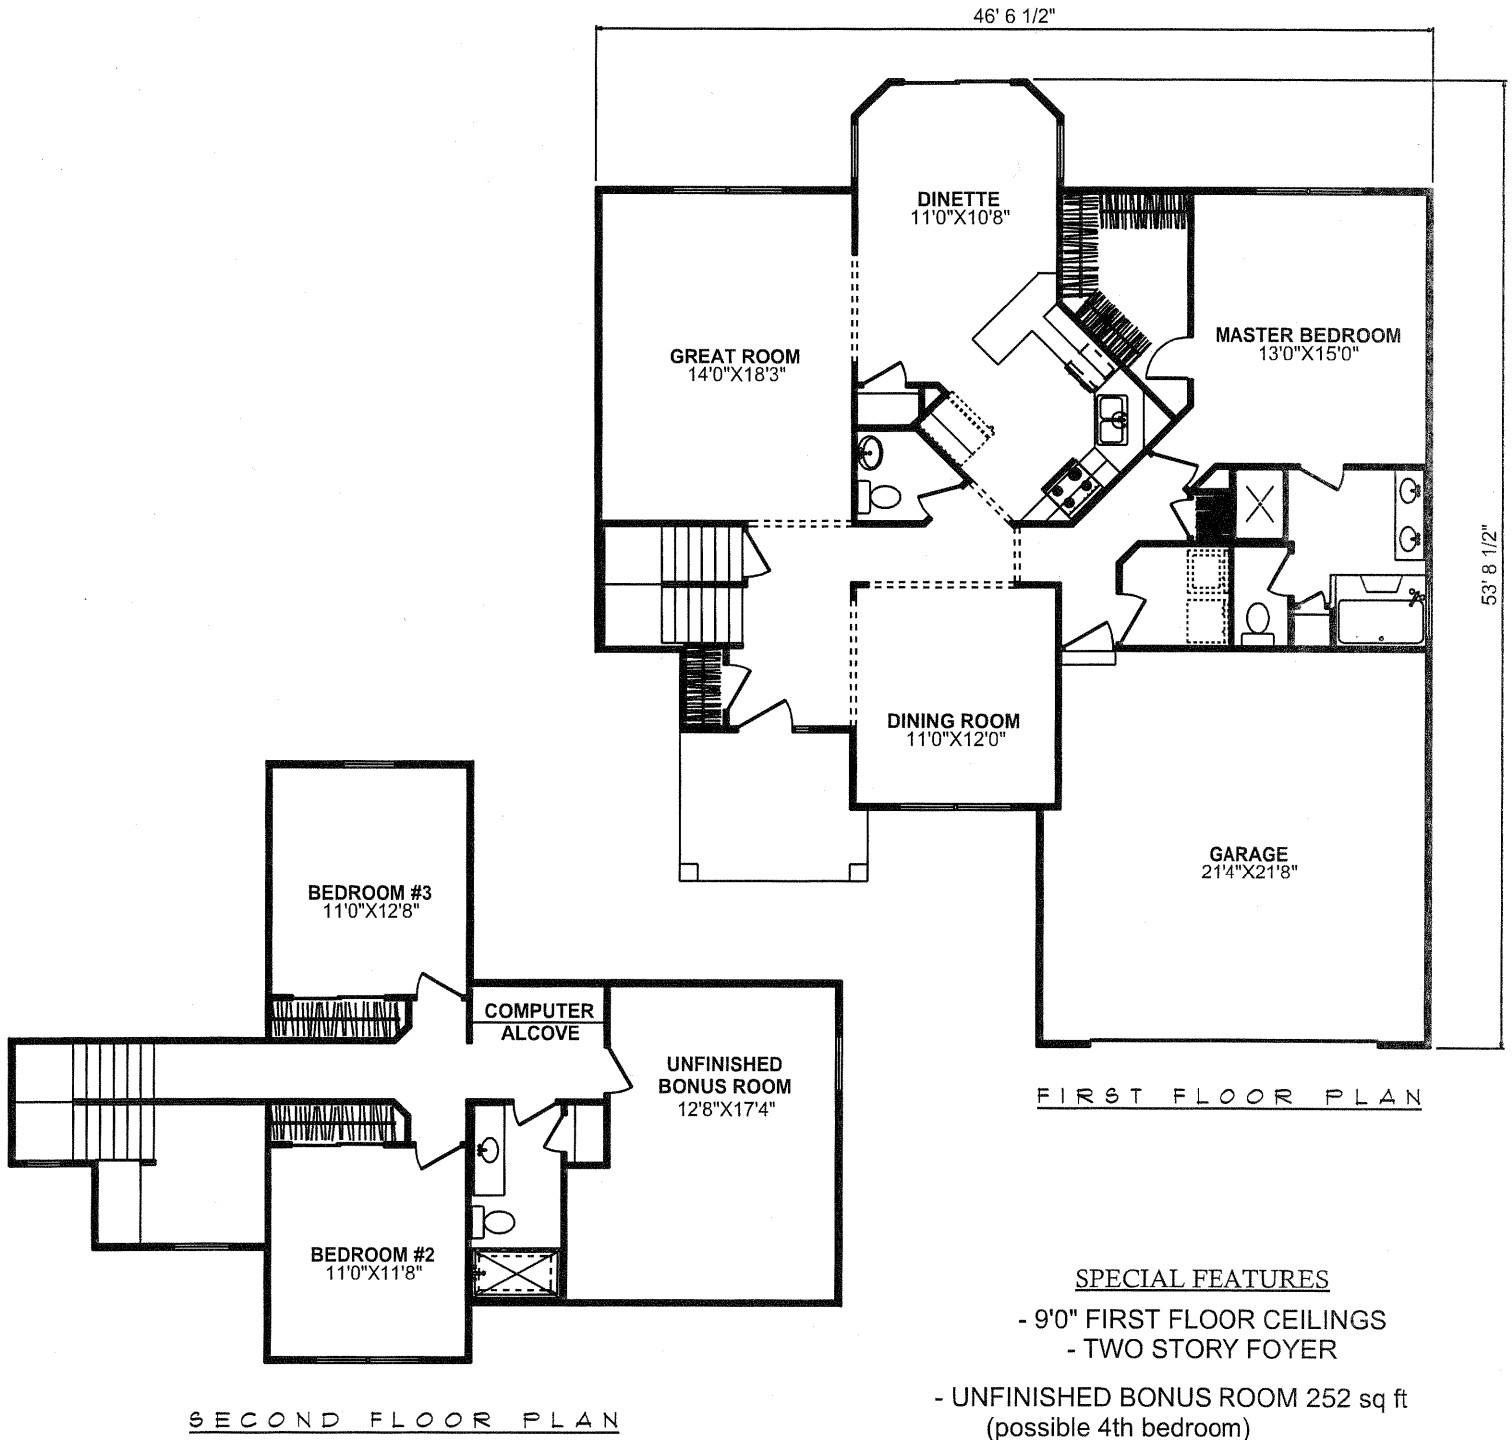 46' 6 1/2"
DINETTE
11'0"X10'8"
MASTER BEDROOM
13'0"X15'0"
GREAT ROOM
14'0"X18'3"
53' 8 1/2"
DINING ROOM
11'0"X12'0"
GARAGE
21'4"X21'8"
FIRST FLOOR PLAN
BEDROOM #3
11'0"X12'8"
COMPUTER
ALCOVE
UNFINISHED
BONUS ROOM
12'8"X17'4"
BEDROOM #2
11'0"X11'8"
SECOND FLOOR PLAN
SPECIAL FEATURES
- 9'0" FIRST FLOOR CEILINGS
- TWO STORY FOYER
- UNFINISHED BONUS ROOM 252 sq ft
(possible 4th bedroom)